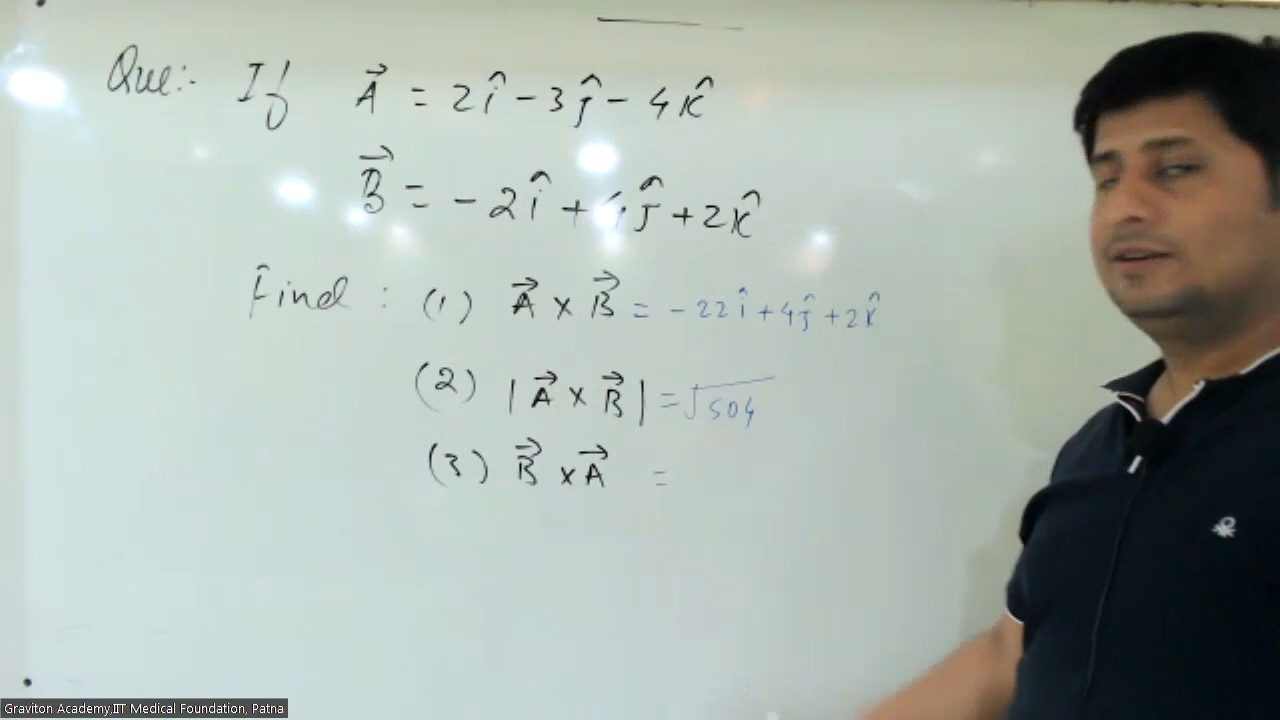 Que:- If A⃗ = 2î - 3ĵ - 4k̂
B⃗ = -2î + 4ĵ + 2k̂
Find : (1) A⃗ × B⃗ = -22î + 4ĵ + 2k̂
(2) |A⃗ × B⃗| = √504
(3) B⃗ × A⃗ =
Graviton Academy,IIT Medical Foundation, Patna